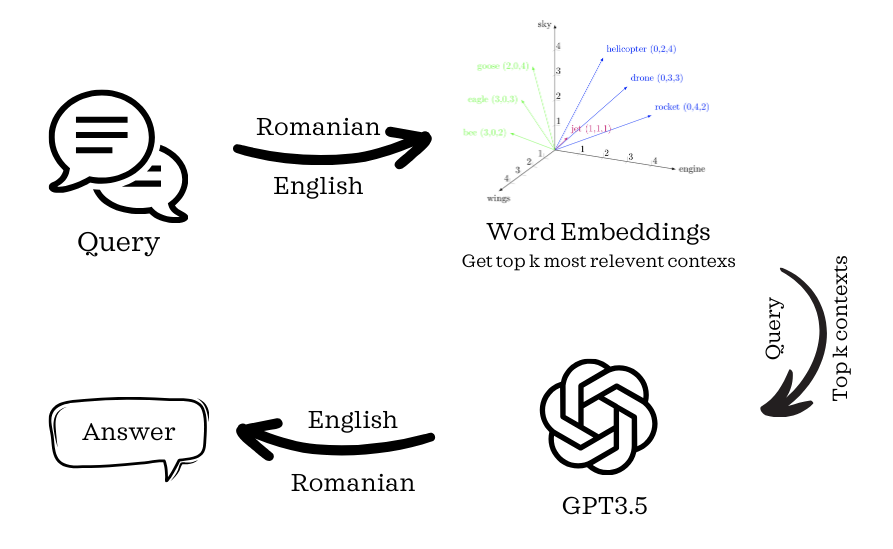 sky
4
helicopter (0,2,4)
goose (2,0,4)
3
drone (0,3,3)
eagle (3,0,3)
2
rocket (0,4,2)
Romanian
1
jet (1,1,1)
bee (3,0,2)
1
2
3
4
engine
1
2
3
4
wings
English
Query
Word Embeddings
Get top k most relevent contexs
Query
Top k contexts
Answer
English
Romanian
GPT3.5